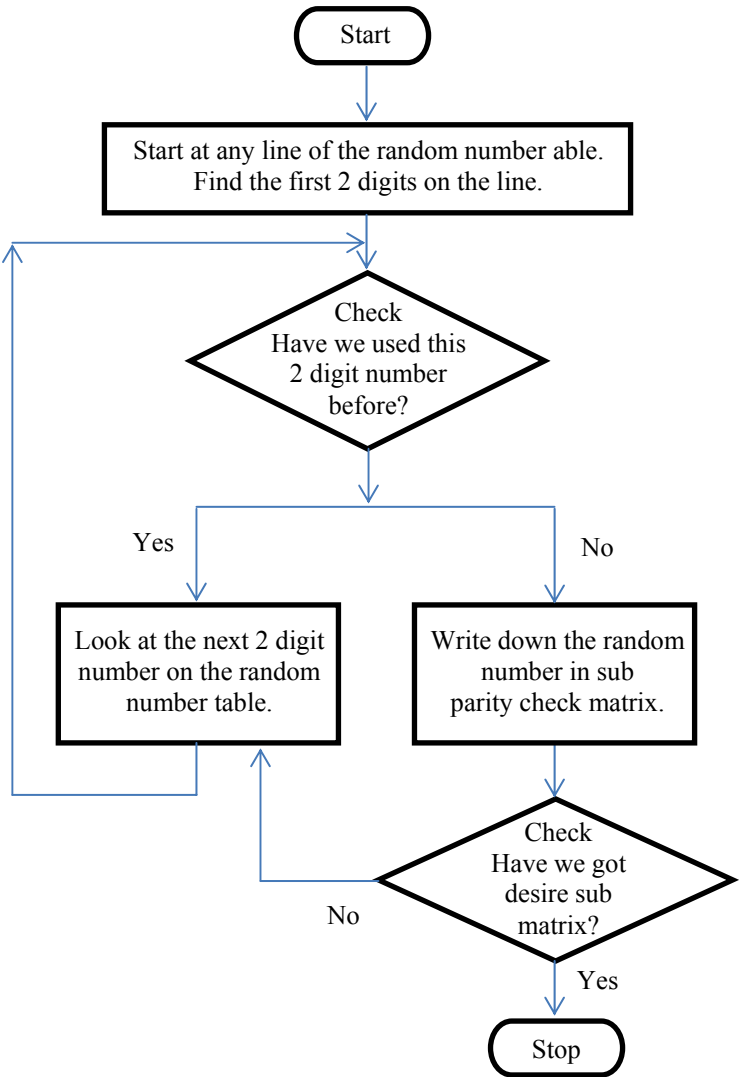 Start
Start at any line of the random number able.
Find the first 2 digits on the line.
Check
Have we used this
2 digit number
before?
Yes
No
Look at the next 2 digit
number on the random
number table.
Write down the random
number in sub
parity check matrix.
Check
Have we got
desire sub
matrix?
No
Yes
Stop